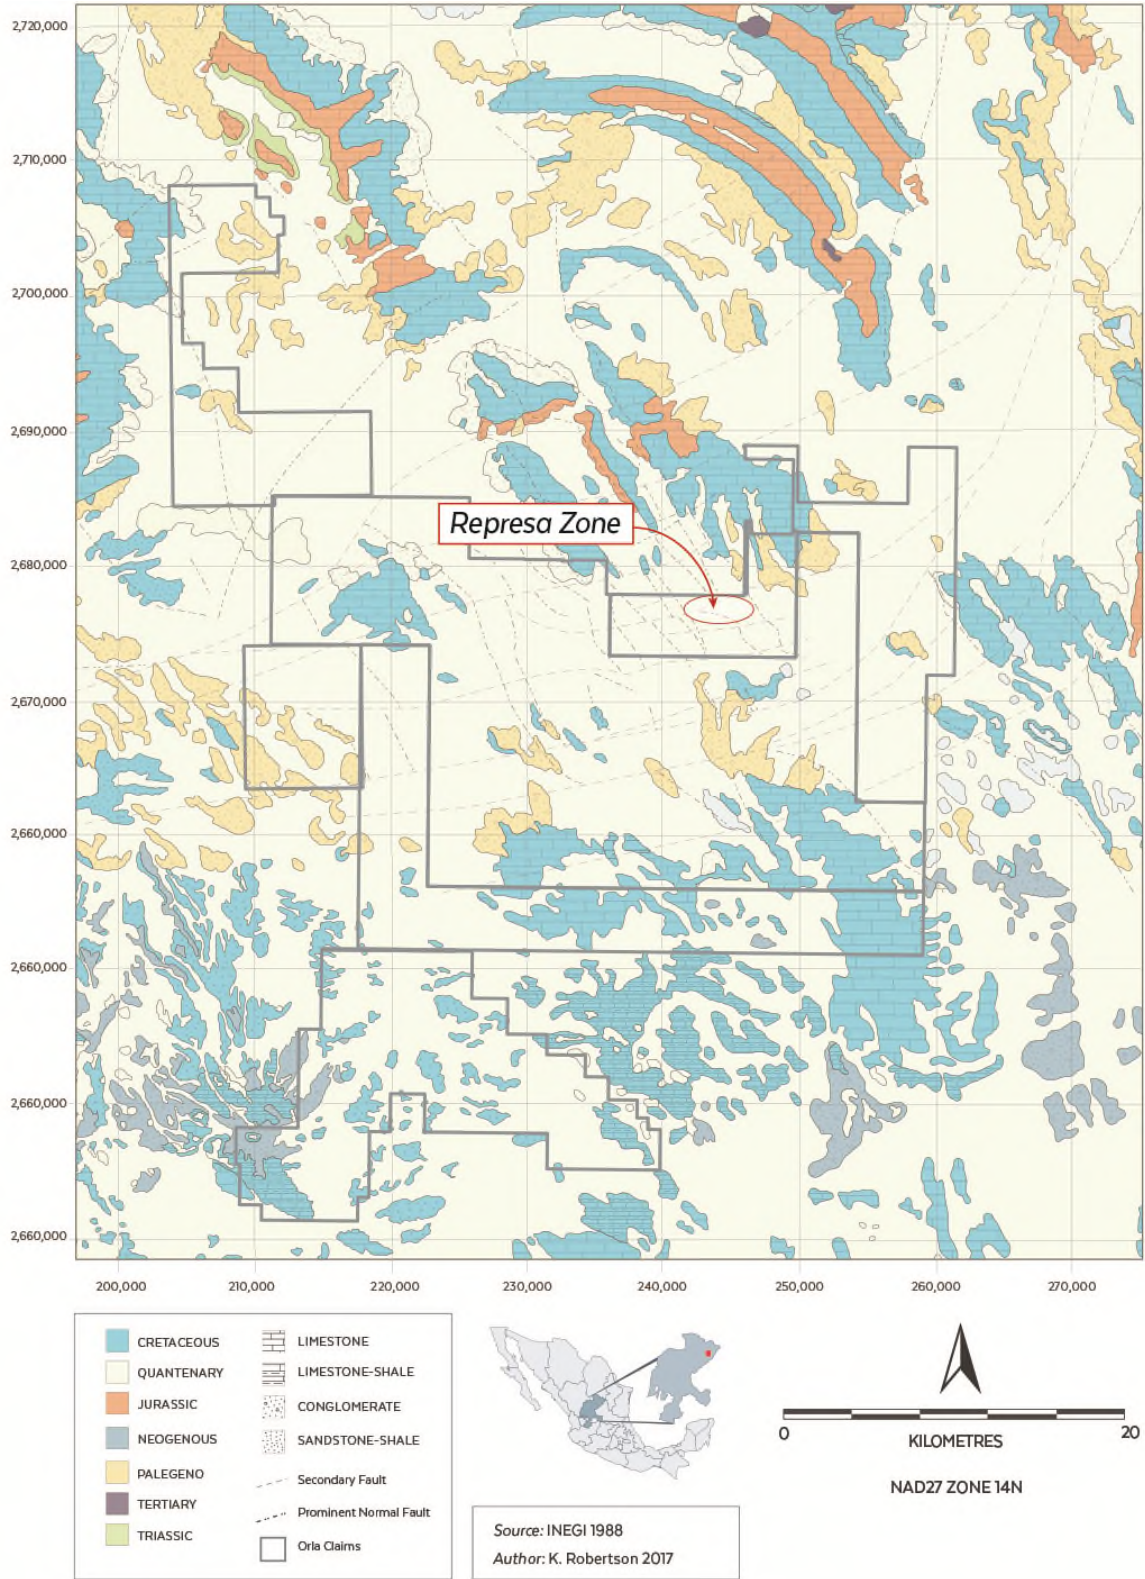 2,720,000
2,710,000
2,700,000
2,690,000
Represa Zone
2,680,000
2,670,000
2,660,000
2,660,000
2,660,000
2,660,000
200,000
210,000
220,000
230,000
240,000
250,000
260,000
270,000
CRETACEOUS
QUANTENARY
JURASSIC
NEOGENOUS
PALEGENO
TERTIARY
TRIASSIC
LIMESTONE
LIMESTONE-SHALE
CONGLOMERATE
SANDSTONE-SHALE
Secondary Fault
Prominent Normal Fault
Orla Claims
Source: INEGI 1988
Author: K. Robertson 2017
0
20
KILOMETRES
NAD27 ZONE 14N